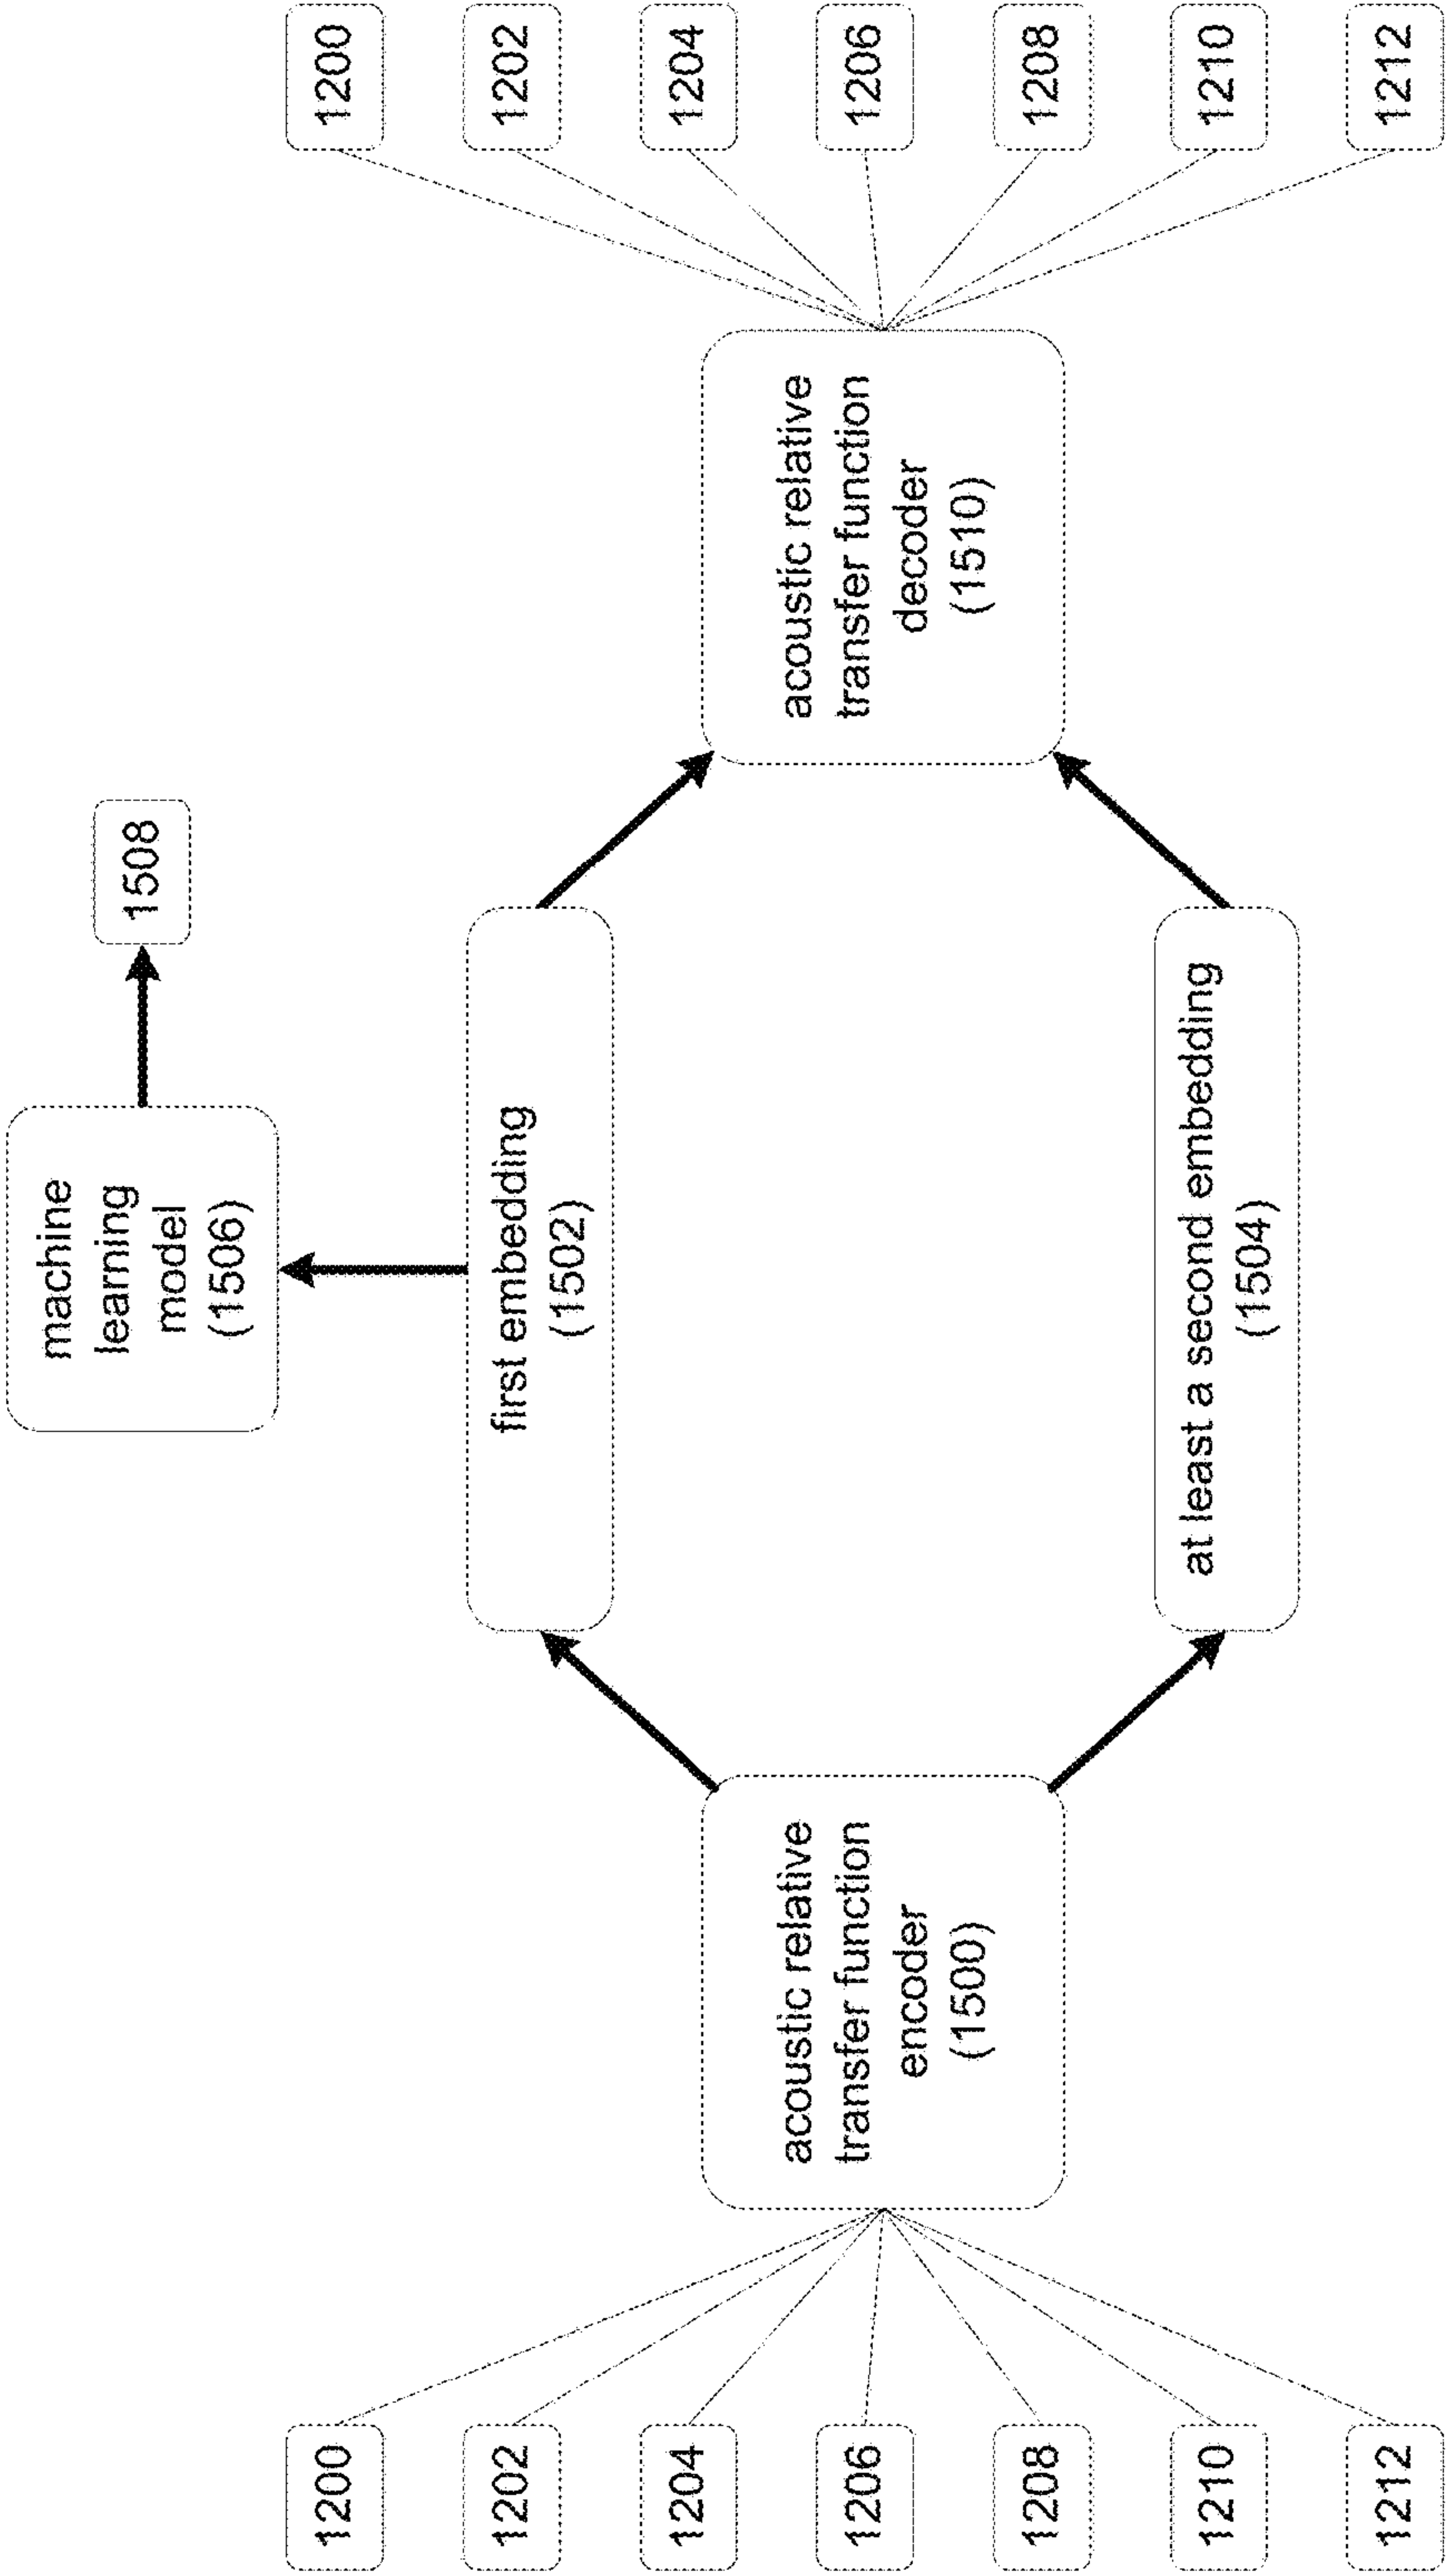 1200
1202
1204
1206
1208
1210
1212
acoustic relative
transfer function
encoder
(1500)
machine
learning
model
(1506)
1508
first embedding
(1502)
at least a second embedding
(1504)
acoustic relative
transfer function
decoder
(1510)
1200
1202
1204
1206
1208
1210
1212